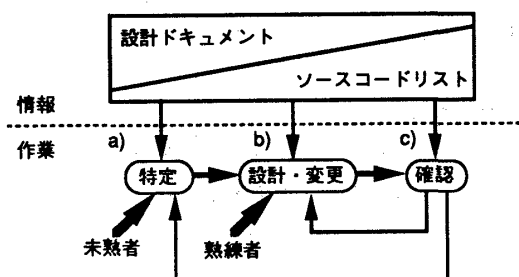 設計ドキュメント
ソースコードリスト
情報
作業
a)
b)
c)
特定
設計・変更
確認
未熟者
熟練者